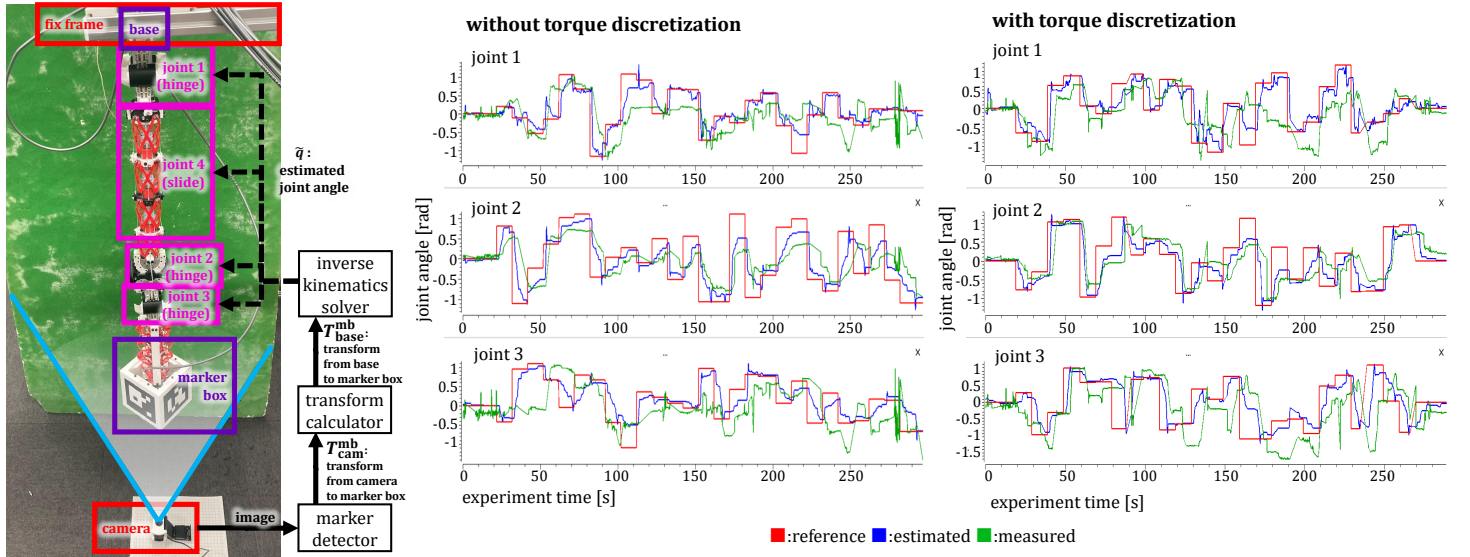 fix frame
base
joint 1
(hinge)
joint 4
(slide)
joint 2
(hinge)
joint 3
(hinge)
marker
box
camera
q̃ :
estimated
joint angle
inverse
kinematics
solver
T_base^mb:
transform
from base
to marker box
transform
calculator
T_cam^mb:
transform
from camera
to marker box
image
marker
detector
without torque discretization
joint 1
1
0.5
0
-0.5
-1
0 50 100 150 200 250
joint angle [rad]
joint 2
...
X
1
0.5
0
-0.5
-1
0 50 100 150 200 250
joint 3
...
X
1
0.5
0
-0.5
-1
0 50 100 150 200 250
experiment time [s]
with torque discretization
joint 1
1
0.5
0
-0.5
-1
0 50 100 150 200 250
joint angle [rad]
joint 2
...
X
1
0.5
0
-0.5
-1
0 50 100 150 200 250
joint 3
...
X
1
0.5
0
0.5
-1
-1.5
0 50 100 150 200 250
experiment time [s]
:reference :estimated :measured